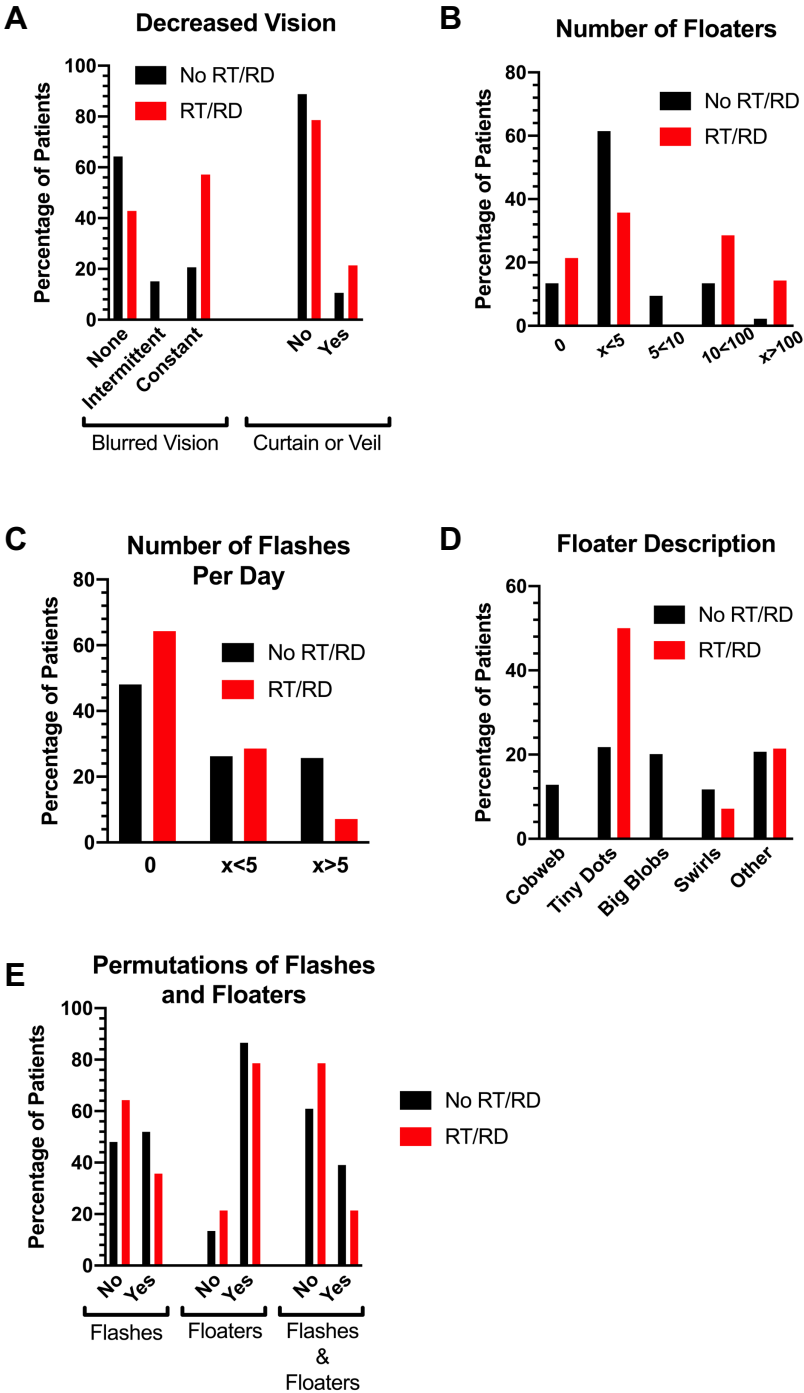 A
Decreased Vision
Percentage of Patients
100
80
60
40
20
0
No RT/RD
RT/RD
None
Intermittent
Constant
No
Yes
Blurred Vision
Curtain or Veil
B
Number of Floaters
Percentage of Patients
80
60
40
20
0
No RT/RD
RT/RD
0
x<5
5<10
10<100
x>100
C
Number of Flashes
Per Day
Percentage of Patients
80
60
40
20
0
No RT/RD
RT/RD
0
x<5
x>5
D
Floater Description
Percentage of Patients
60
40
20
0
No RT/RD
RT/RD
Cobweb
Tiny Dots
Big Blobs
Swirls
Other
E
Permutations of Flashes
and Floaters
Percentage of Patients
100
80
60
40
20
0
No RT/RD
RT/RD
No
Yes
No
Yes
No
Yes
Flashes
Floaters
Flashes
&
Floaters